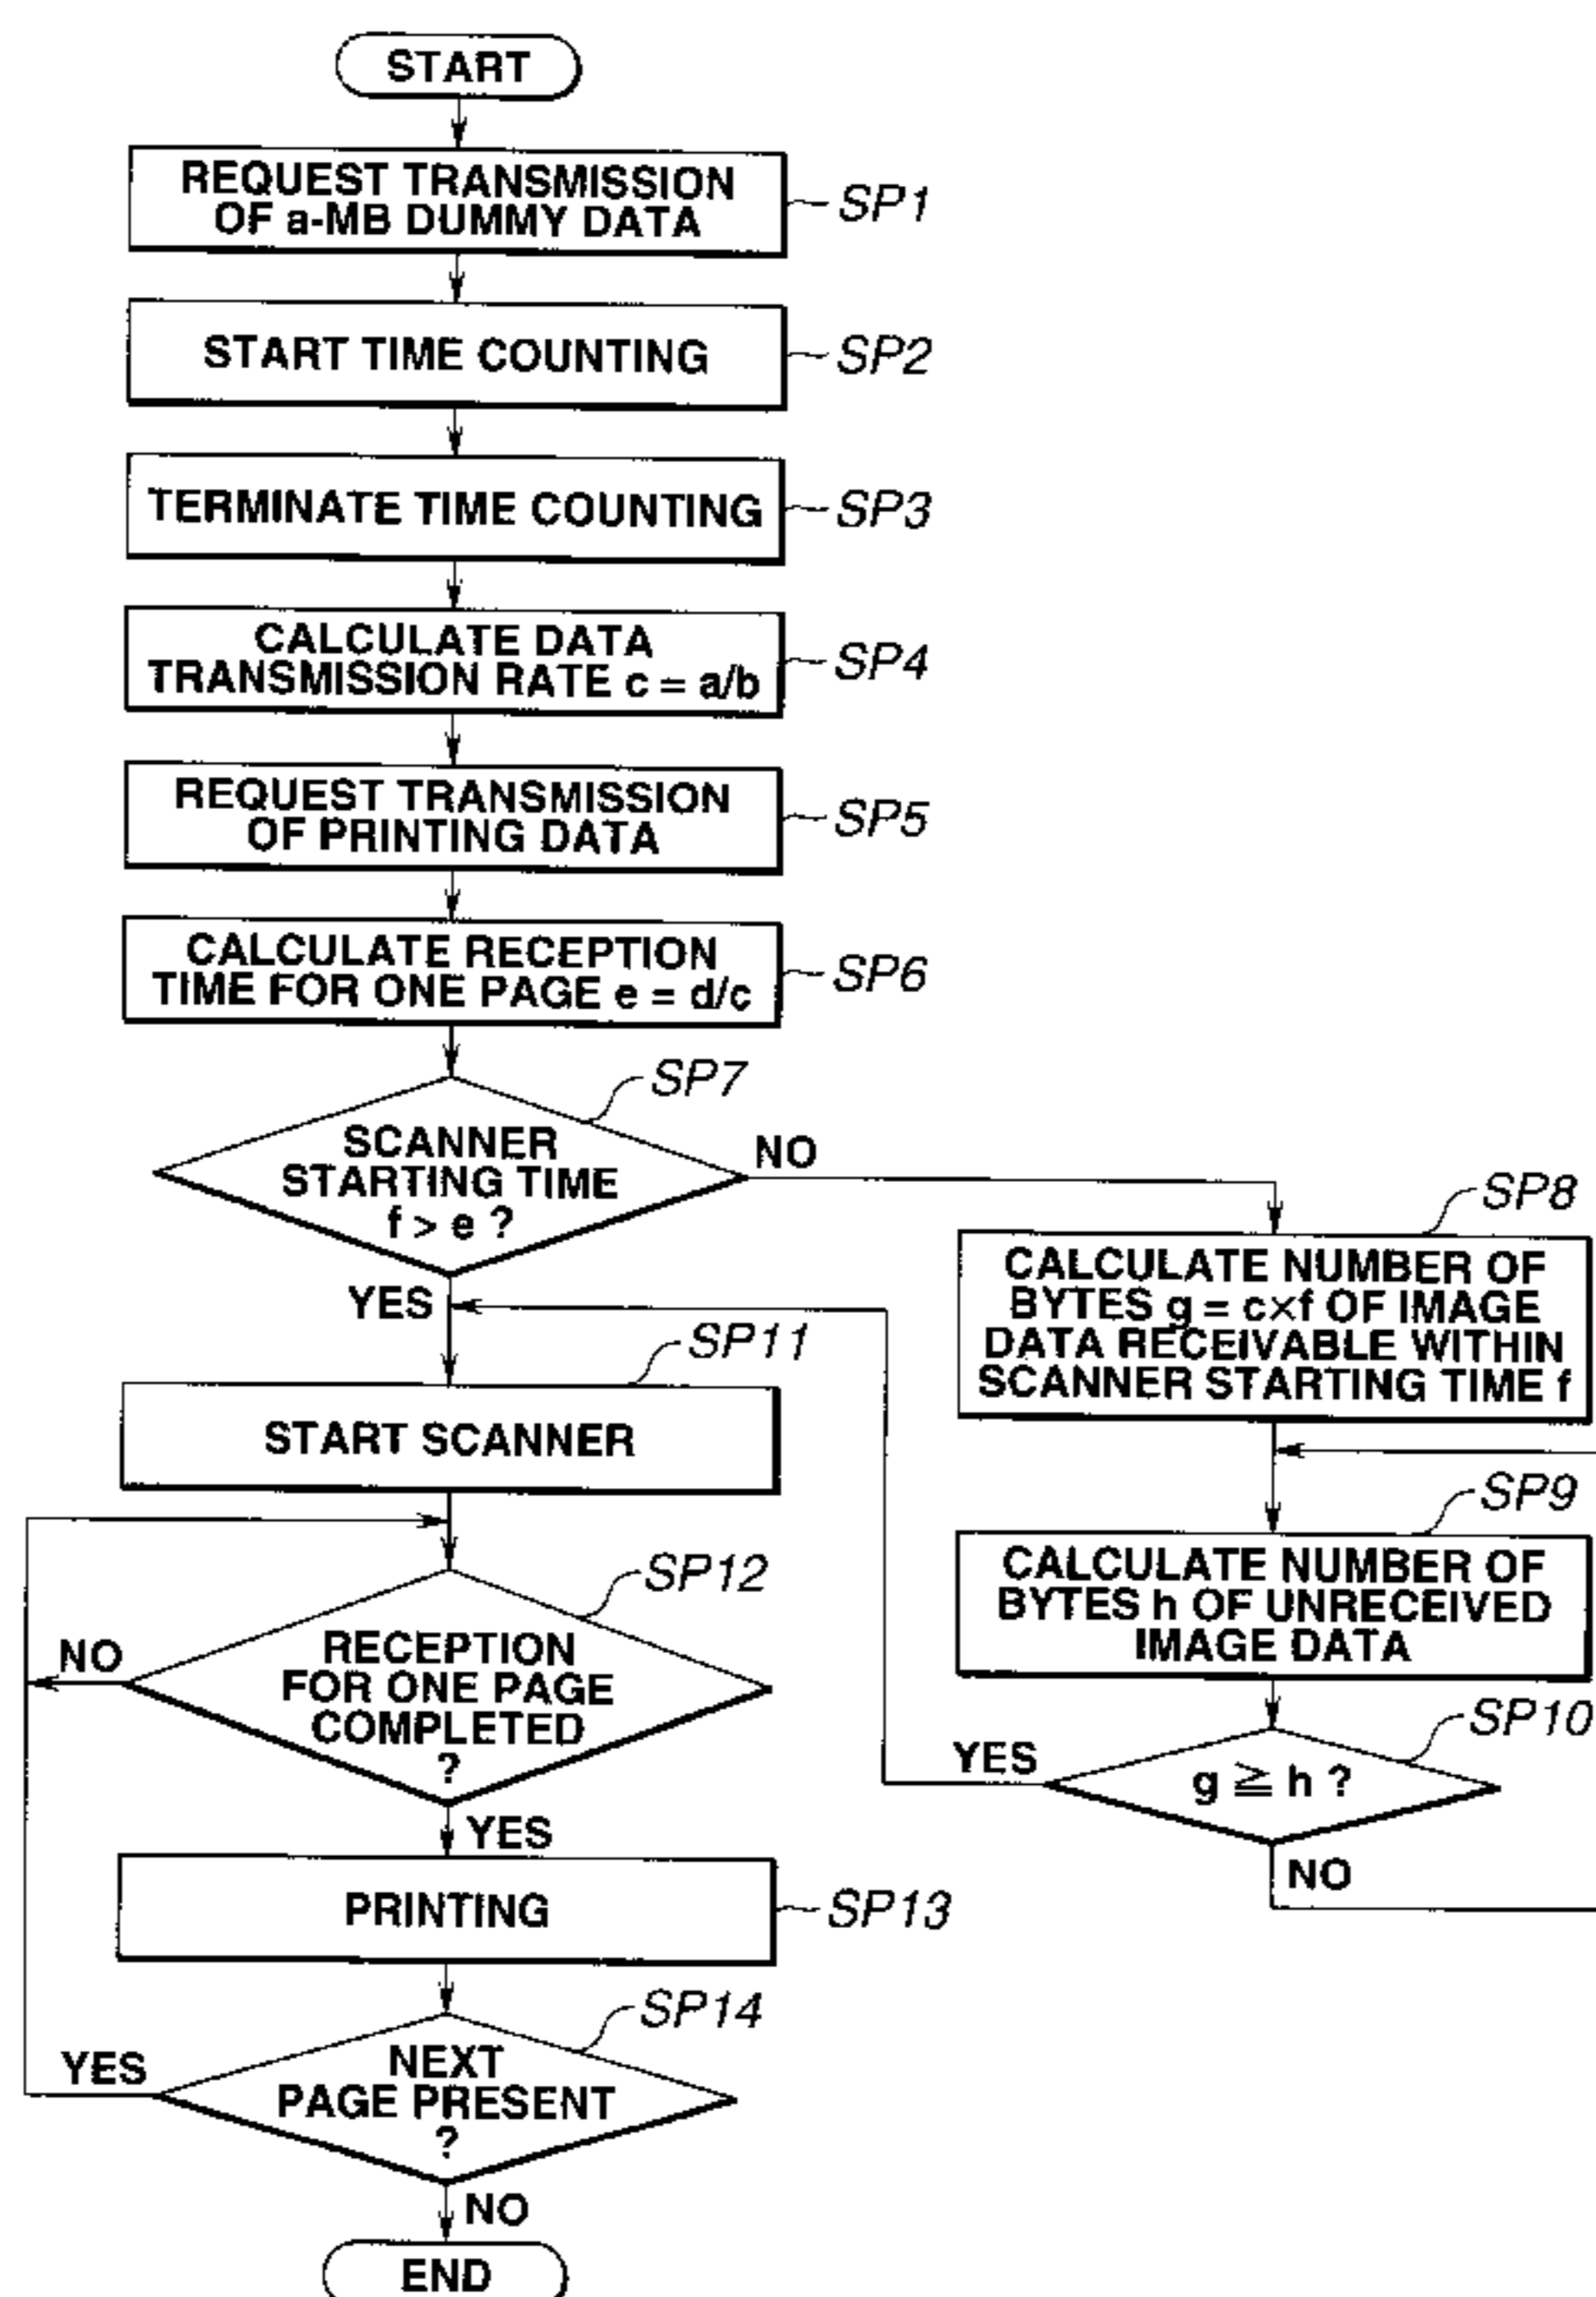 START
REQUEST TRANSMISSION
OF a-MB DUMMY DATA
SP1
START TIME COUNTING
SP2
TERMINATE TIME COUNTING
SP3
CALCULATE DATA
TRANSMISSION RATE c = a/b
SP4
REQUEST TRANSMISSION
OF PRINTING DATA
SP5
CALCULATE RECEPTION
TIME FOR ONE PAGE e = d/c
SP6
SP7
SCANNER
STARTING TIME
f > e ?
NO
YES
SP8
CALCULATE NUMBER OF
BYTES g = c×f OF IMAGE
DATA RECEIVABLE WITHIN
SCANNER STARTING TIME f
SP9
CALCULATE NUMBER OF
BYTES h OF UNRECEIVED
IMAGE DATA
SP10
g ≧ h ?
YES
NO
SP11
START SCANNER
SP12
RECEPTION
FOR ONE PAGE
COMPLETED
?
NO
YES
PRINTING
SP13
SP14
NEXT
PAGE PRESENT
?
YES
NO
END